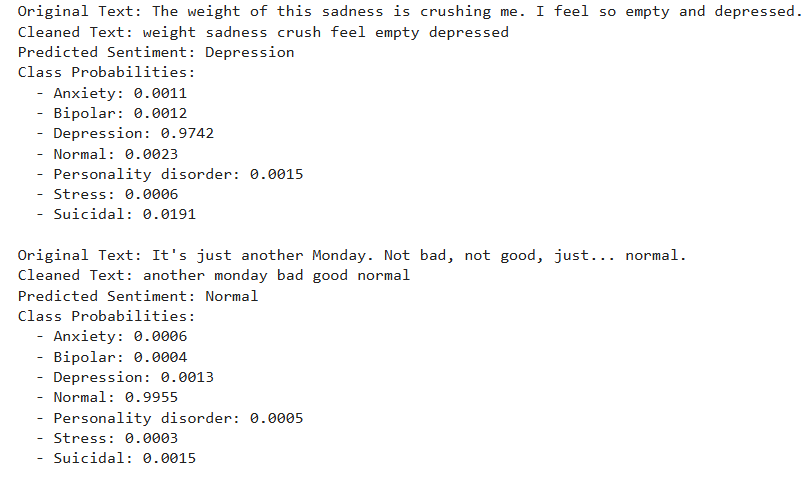 Original Text: The weight of this sadness is crushing me. I feel so empty and depressed.
Cleaned Text: weight sadness crush feel empty depressed
Predicted Sentiment: Depression
Class Probabilities:
  - Anxiety: 0.0011
  - Bipolar: 0.0012
  - Depression: 0.9742
  - Normal: 0.0023
  - Personality disorder: 0.0015
  - Stress: 0.0006
  - Suicidal: 0.0191

Original Text: It's just another Monday. Not bad, not good, just... normal.
Cleaned Text: another monday bad good normal
Predicted Sentiment: Normal
Class Probabilities:
  - Anxiety: 0.0006
  - Bipolar: 0.0004
  - Depression: 0.0013
  - Normal: 0.9955
  - Personality disorder: 0.0005
  - Stress: 0.0003
  - Suicidal: 0.0015